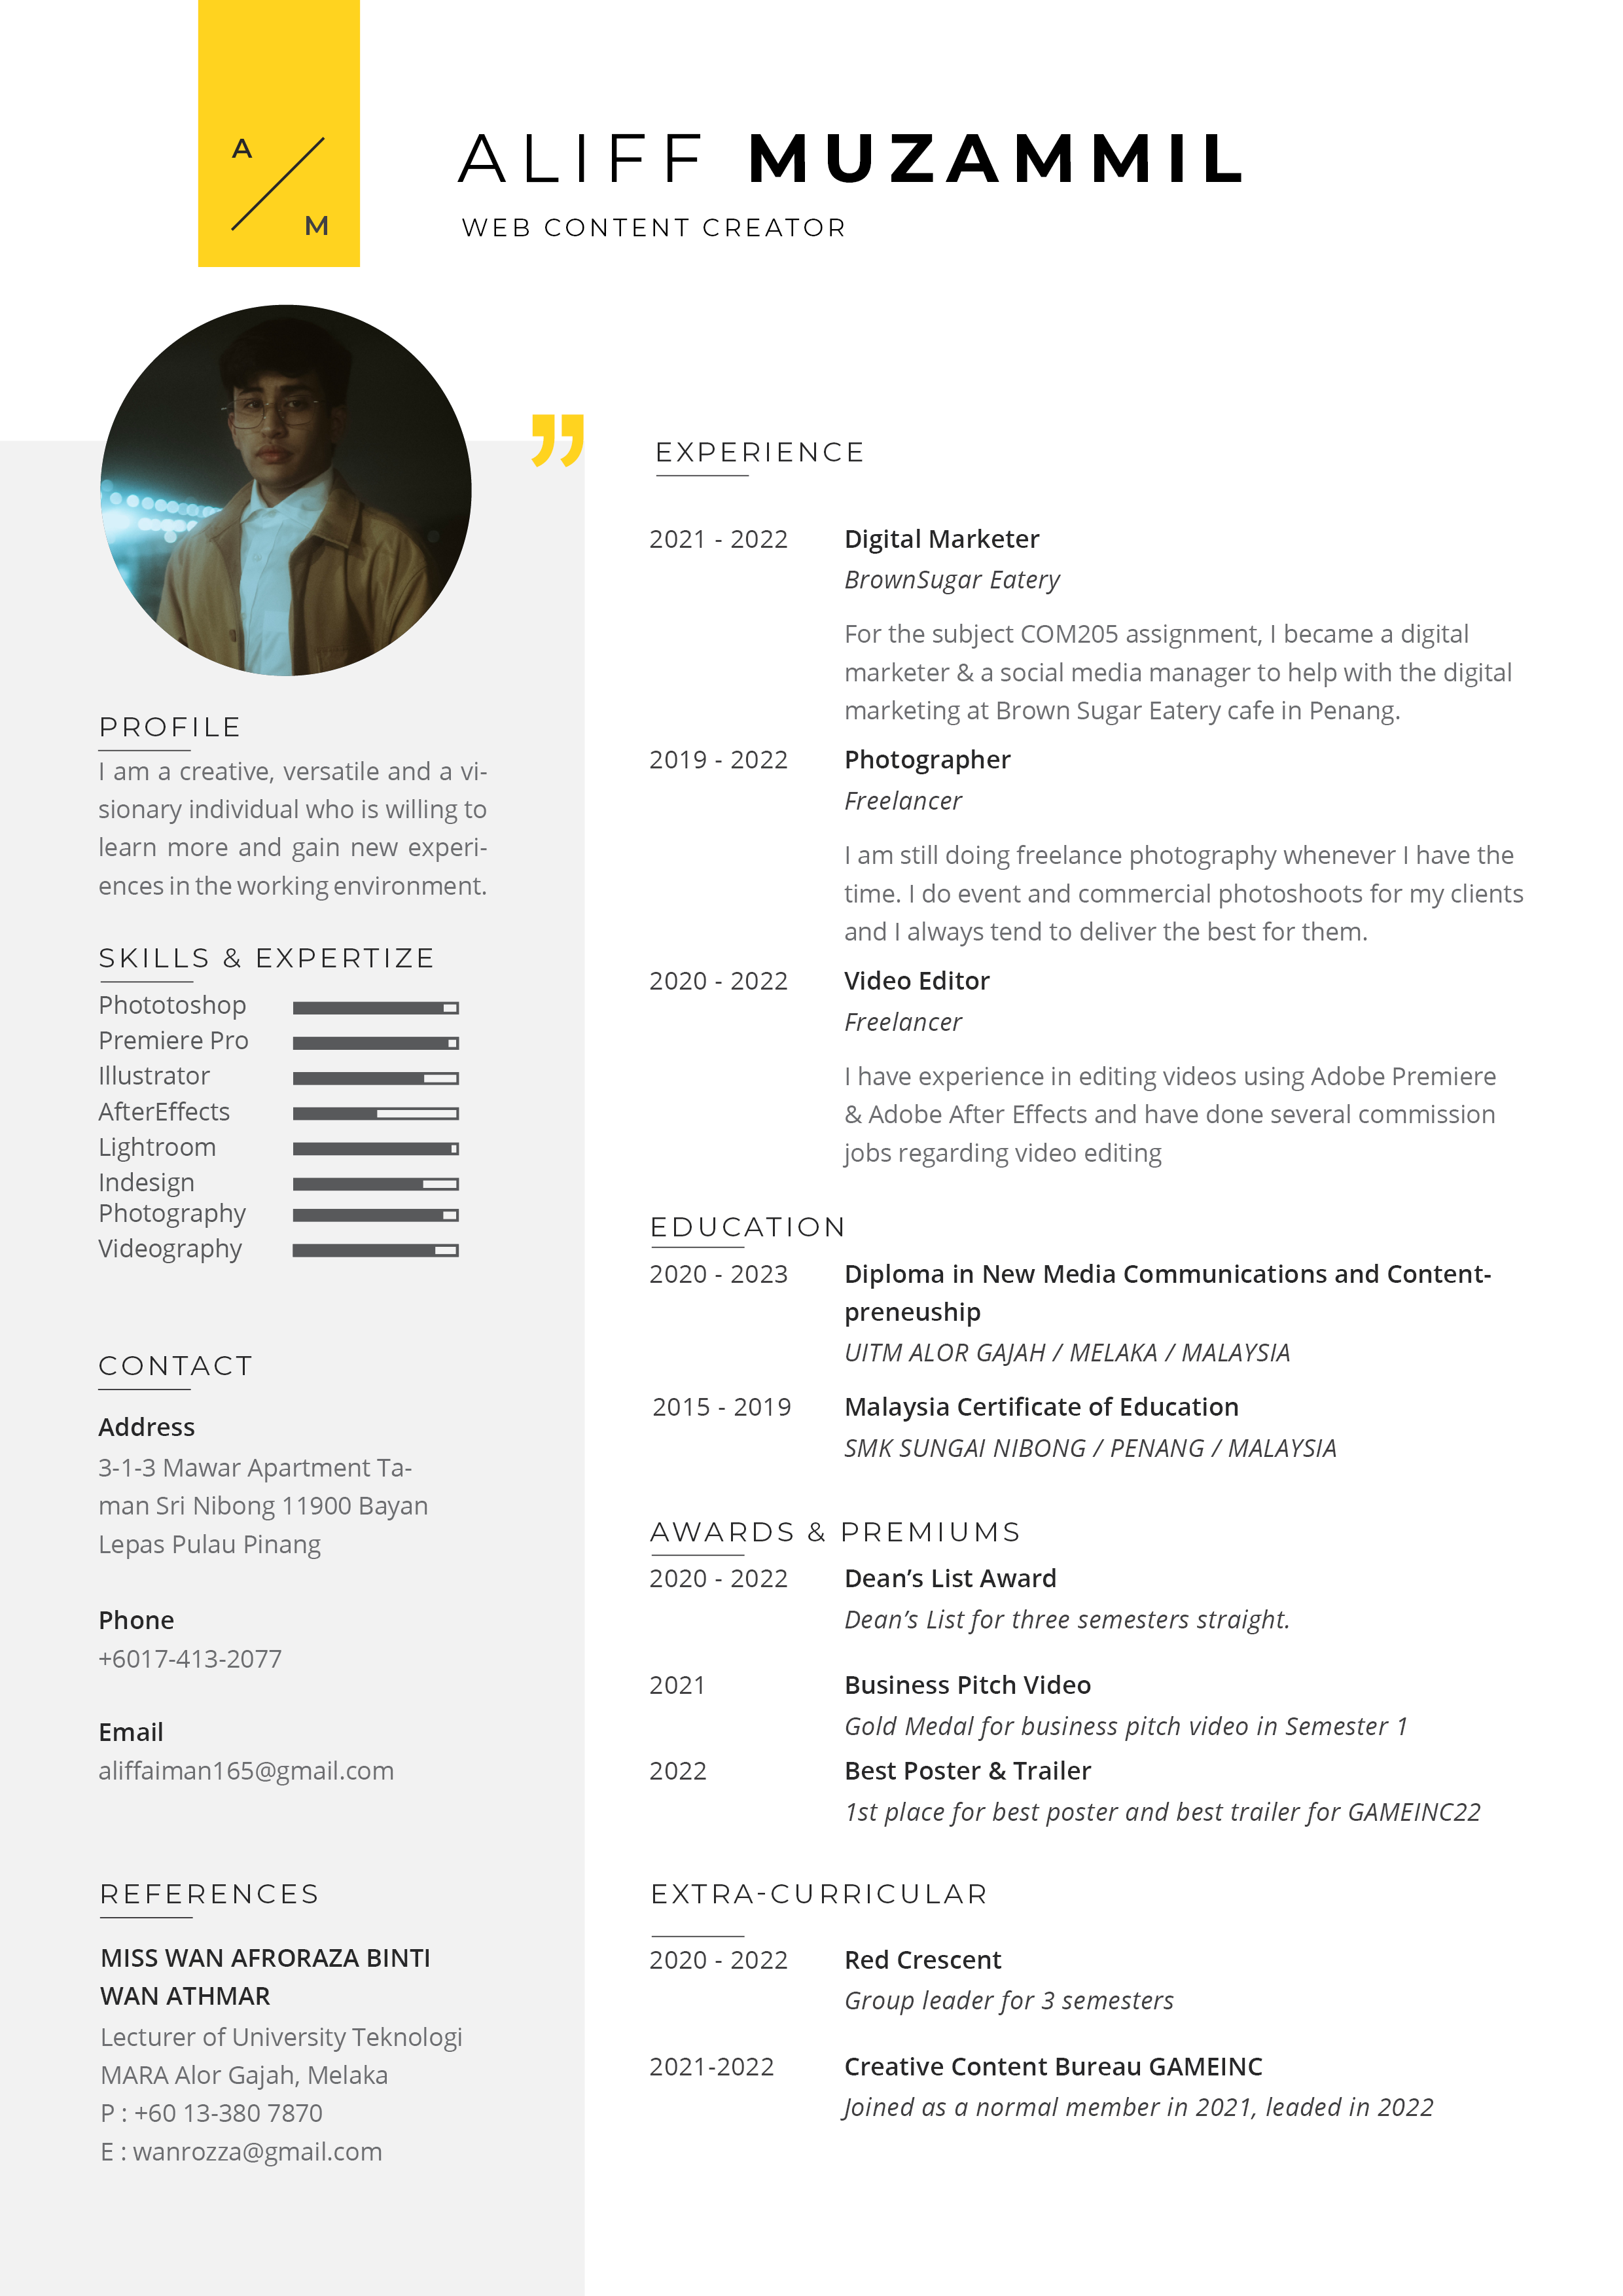 A
M
ALIFF MUZAMMIL
WEB CONTENT CREATOR
”
PROFILE
I am a creative, versatile and a vi-
sionary individual who is willing to
learn more and gain new experi-
ences in the working environment.
SKILLS & EXPERTIZE
Phototoshop
Premiere Pro
Illustrator
AfterEffects
Lightroom
Indesign
Photography
Videography
CONTACT
Address
3-1-3 Mawar Apartment Ta-
man Sri Nibong 11900 Bayan
Lepas Pulau Pinang
Phone
+6017-413-2077
Email
aliffaiman165@gmail.com
REFERENCES
MISS WAN AFRORAZA BINTI
WAN ATHMAR
Lecturer of University Teknologi
MARA Alor Gajah, Melaka
P : +60 13-380 7870
E : wanrozza@gmail.com
EXPERIENCE
2021 - 2022 Digital Marketer
BrownSugar Eatery
For the subject COM205 assignment, I became a digital
marketer & a social media manager to help with the digital
marketing at Brown Sugar Eatery cafe in Penang.
2019 - 2022 Photographer
Freelancer
I am still doing freelance photography whenever I have the
time. I do event and commercial photoshoots for my clients
and I always tend to deliver the best for them.
2020 - 2022 Video Editor
Freelancer
I have experience in editing videos using Adobe Premiere
& Adobe After Effects and have done several commission
jobs regarding video editing
EDUCATION
2020 - 2023 Diploma in New Media Communications and Content-
preneuship
UITM ALOR GAJAH / MELAKA / MALAYSIA
2015 - 2019 Malaysia Certificate of Education
SMK SUNGAI NIBONG / PENANG / MALAYSIA
AWARDS & PREMIUMS
2020 - 2022 Dean’s List Award
Dean’s List for three semesters straight.
2021 Business Pitch Video
Gold Medal for business pitch video in Semester 1
2022 Best Poster & Trailer
1st place for best poster and best trailer for GAMEINC22
EXTRA-CURRICULAR
2020 - 2022 Red Crescent
Group leader for 3 semesters
2021-2022 Creative Content Bureau GAMEINC
Joined as a normal member in 2021, leaded in 2022